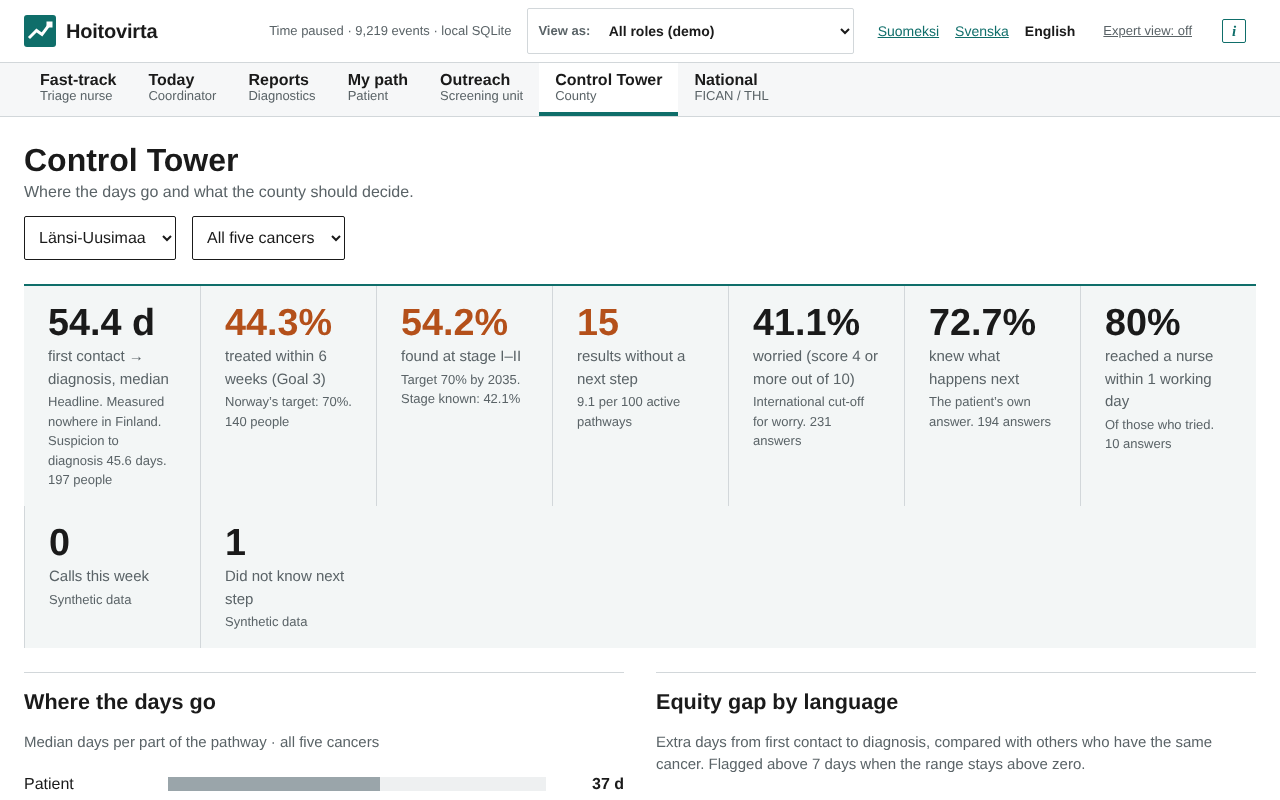 Hoitovirta
Time paused · 9,219 events · local SQLite
View as: All roles (demo)
Suomeksi Svenska English
Expert view: off
i
Fast-track
Triage nurse
Today
Coordinator
Reports
Diagnostics
My path
Patient
Outreach
Screening unit
Control Tower
County
National
FICAN / THL
Control Tower
Where the days go and what the county should decide.
Länsi-Uusimaa
All five cancers
54.4 d
first contact →
diagnosis, median
Headline. Measured
nowhere in Finland.
Suspicion to
diagnosis 45.6 days.
197 people
44.3%
treated within 6
weeks (Goal 3)
Norway's target: 70%.
140 people
54.2%
found at stage I–II
Target 70% by 2035.
Stage known: 42.1%
15
results without a
next step
9.1 per 100 active
pathways
41.1%
worried (score 4 or
more out of 10)
International cut-off
for worry. 231
answers
72.7%
knew what
happens next
The patient's own
answer. 194 answers
80%
reached a nurse
within 1 working
day
Of those who tried.
10 answers
0
Calls this week
Synthetic data
1
Did not know next
step
Synthetic data
Where the days go
Median days per part of the pathway · all five cancers
Patient 37 d
Equity gap by language
Extra days from first contact to diagnosis, compared with others who have the same
cancer. Flagged above 7 days when the range stays above zero.